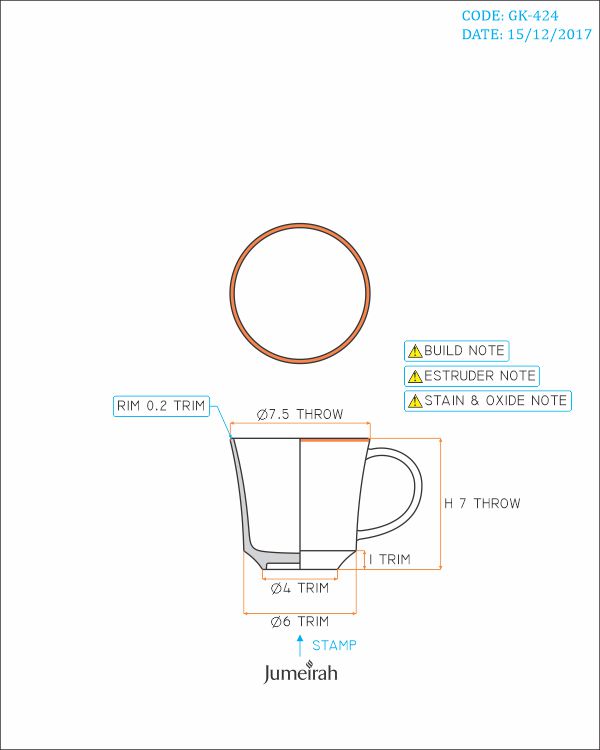 CODE: GK-424
DATE: 15/12/2017
BUILD NOTE
ESTRUDER NOTE
STAIN & OXIDE NOTE
RIM 0.2 TRIM
Ø7.5 THROW
H 7 THROW
1 TRIM
Ø4 TRIM
Ø6 TRIM
STAMP
Jumeirah